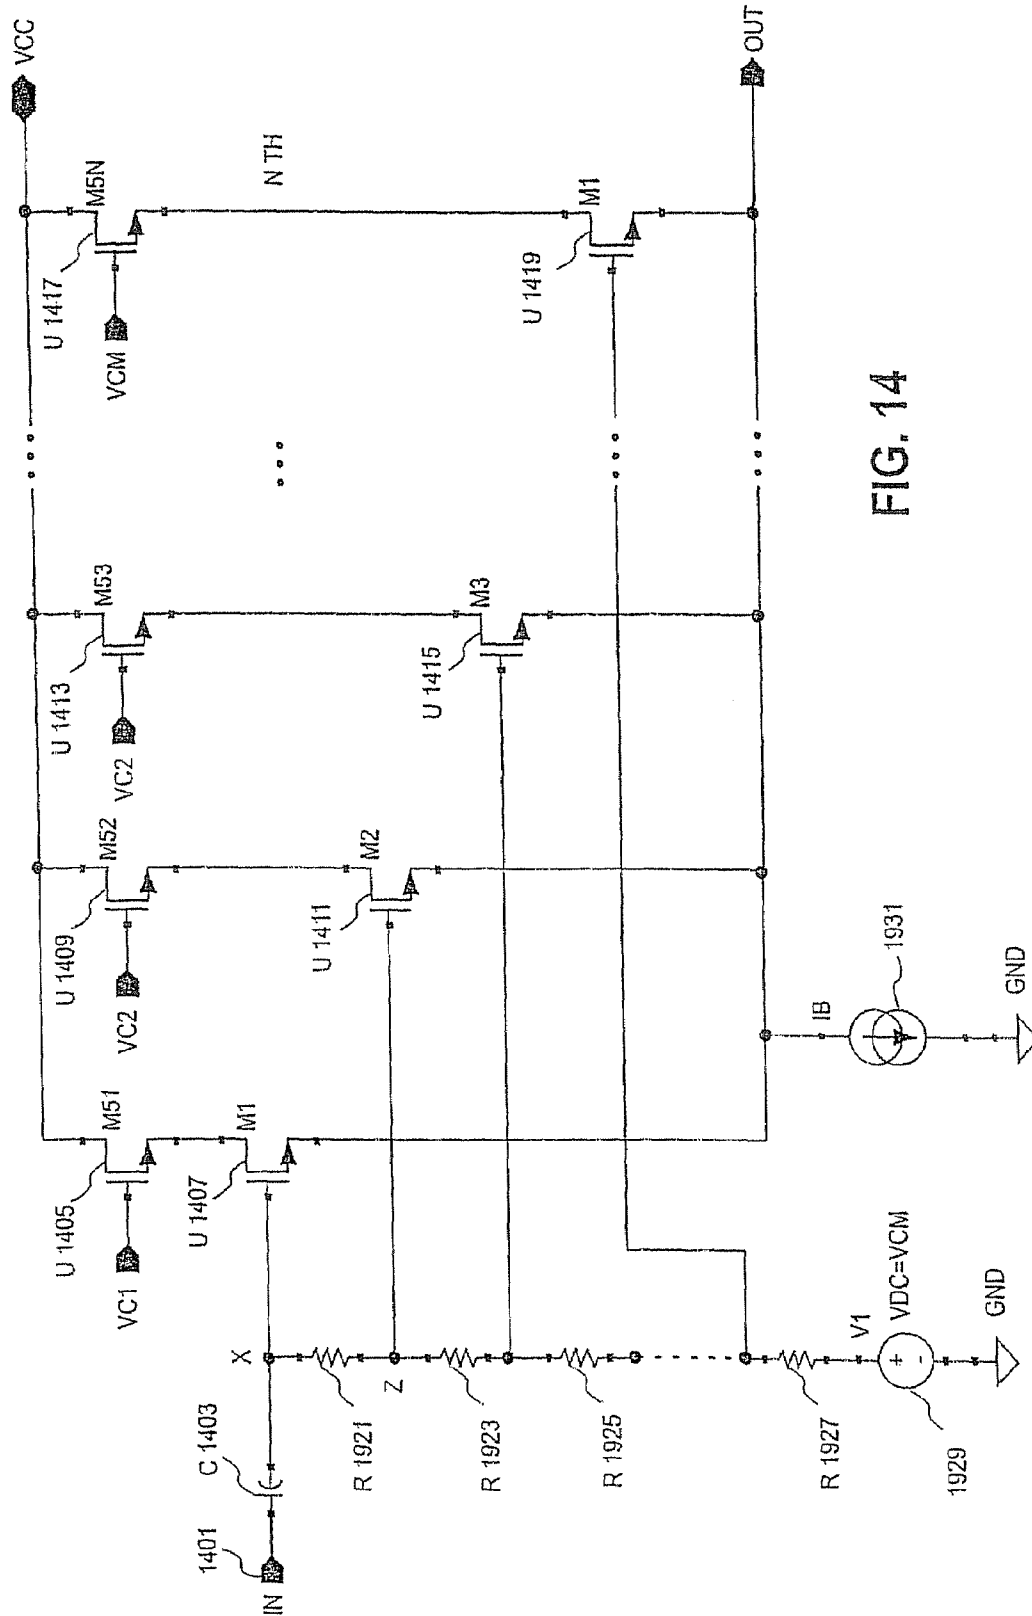 VCC
M5N
U 1417
VCM
N TH
M1
U 1419
OUT
M53
U 1413
VC2
M3
U 1415
M52
U 1409
VC2
M2
U 1411
M51
U 1405
VC1
M1
U 1407
X
C 1403
1401
IN
R 1921
Z
R 1923
R 1925
R 1927
V1
VDC=VCM
1929
GND
IB
1931
GND
FIG. 14